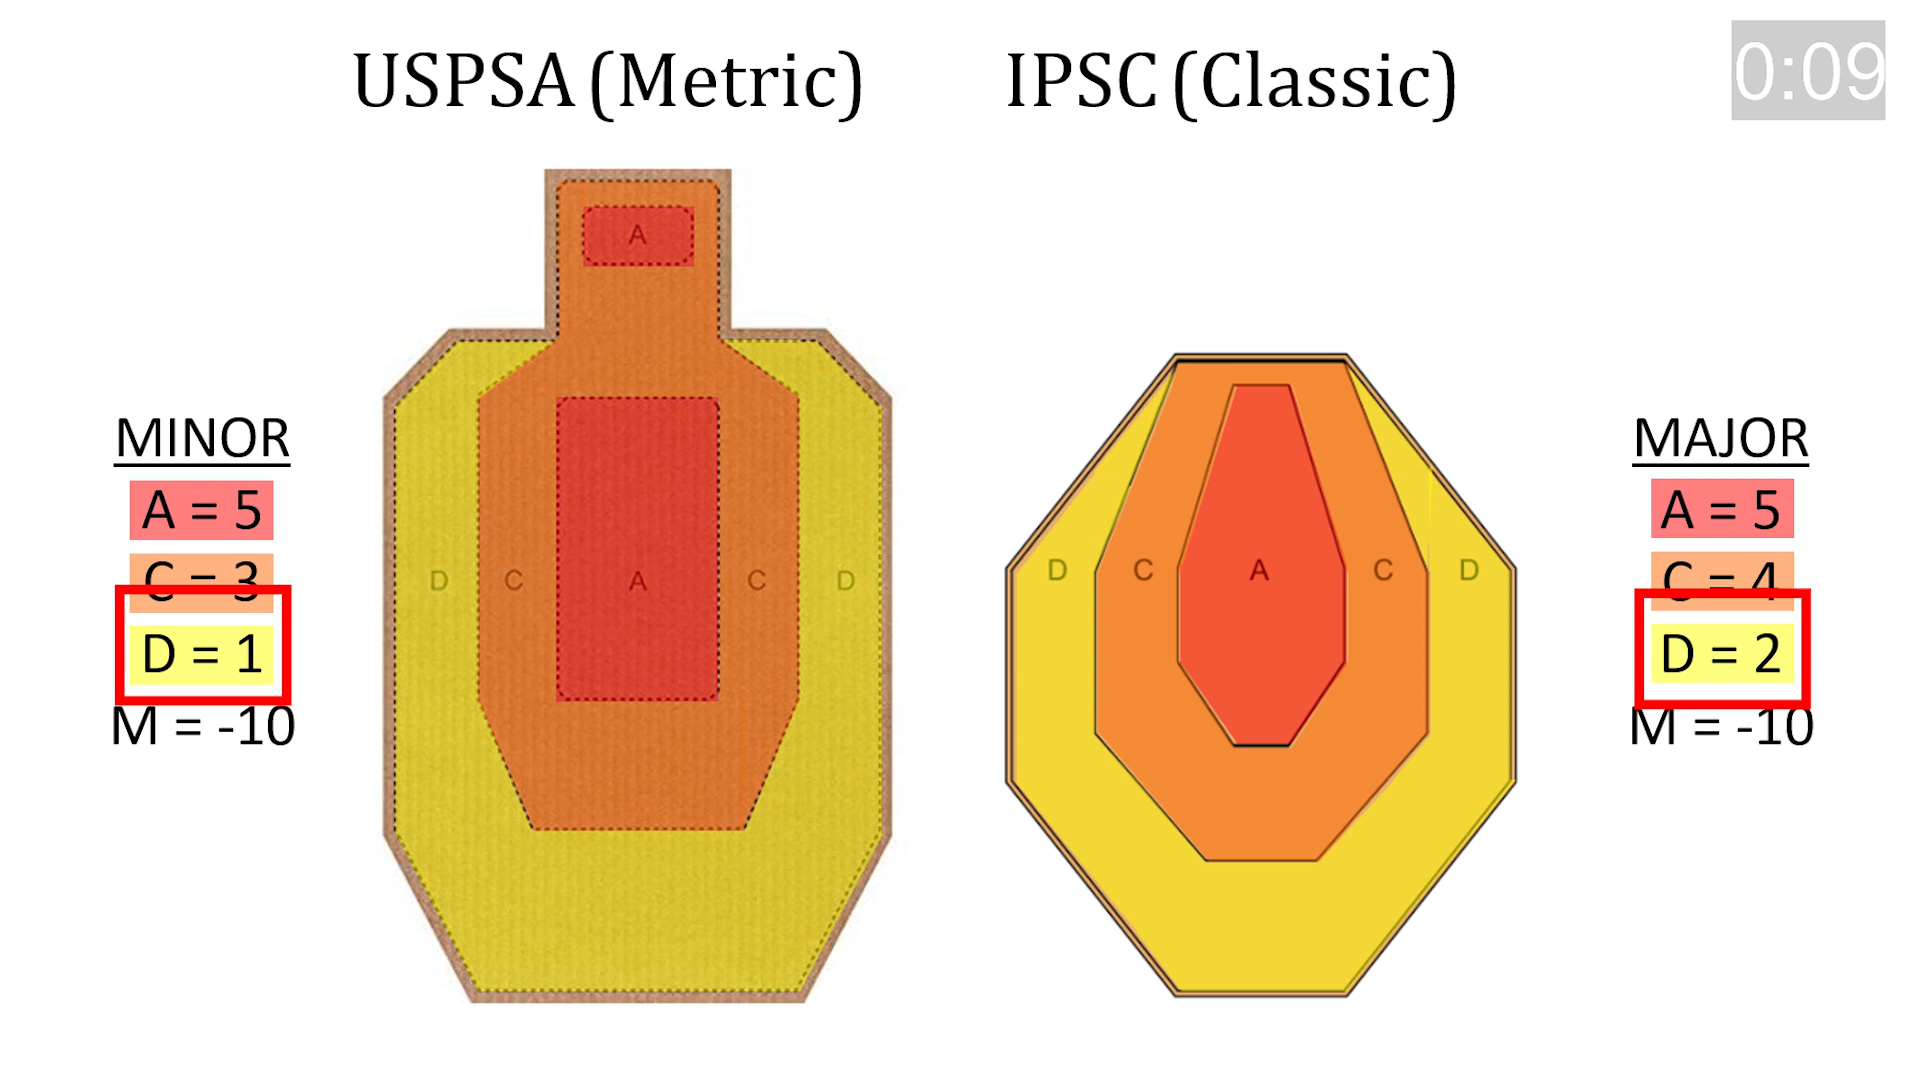 USPSA (Metric)
IPSC (Classic)
0:09
A
MINOR
A = 5
C = 3
D = 1
M = -10
D C A C D
D C A C D
MAJOR
A = 5
C = 4
D = 2
M = -10